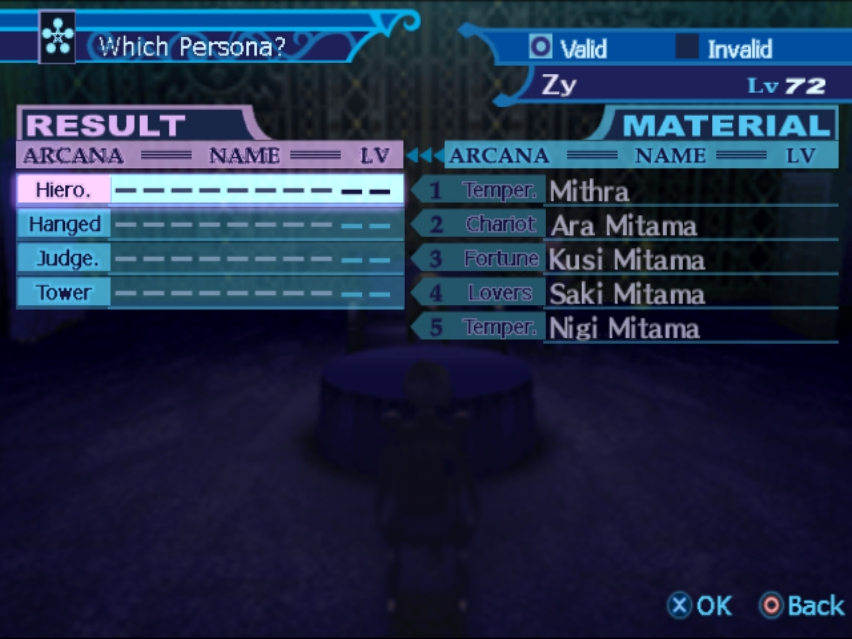 Which Persona?
Valid
Invalid
Zy Lv 72
RESULT
ARCANA NAME LV
Hiero. — — — — — — — — — — —
Hanged — — — — — — — — — — —
Judge. — — — — — — — — — — —
Tower — — — — — — — — — — —
MATERIAL
ARCANA NAME LV
1 Temper. Mithra
2 Chariot Ara Mitama
3 Fortune Kusi Mitama
4 Lovers Saki Mitama
5 Temper. Nigi Mitama
OK Back